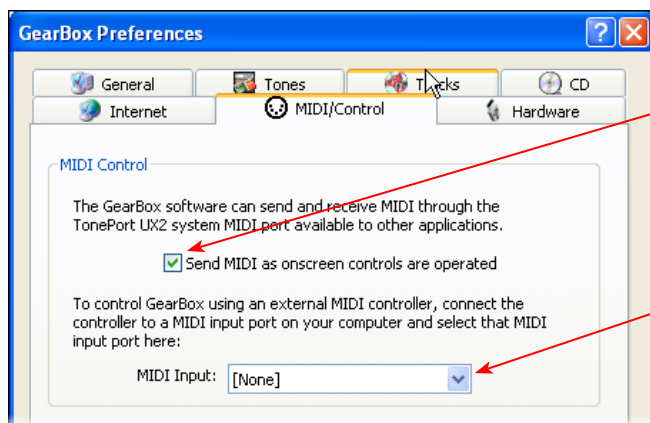 GearBox Preferences
General Tones Tracks CD
Internet MIDI/Control Hardware
MIDI Control
The GearBox software can send and receive MIDI through the
TonePort UX2 system MIDI port available to other applications.
Send MIDI as onscreen controls are operated
To control GearBox using an external MIDI controller, connect the
controller to a MIDI input port on your computer and select that MIDI
input port here:
MIDI Input: [None]